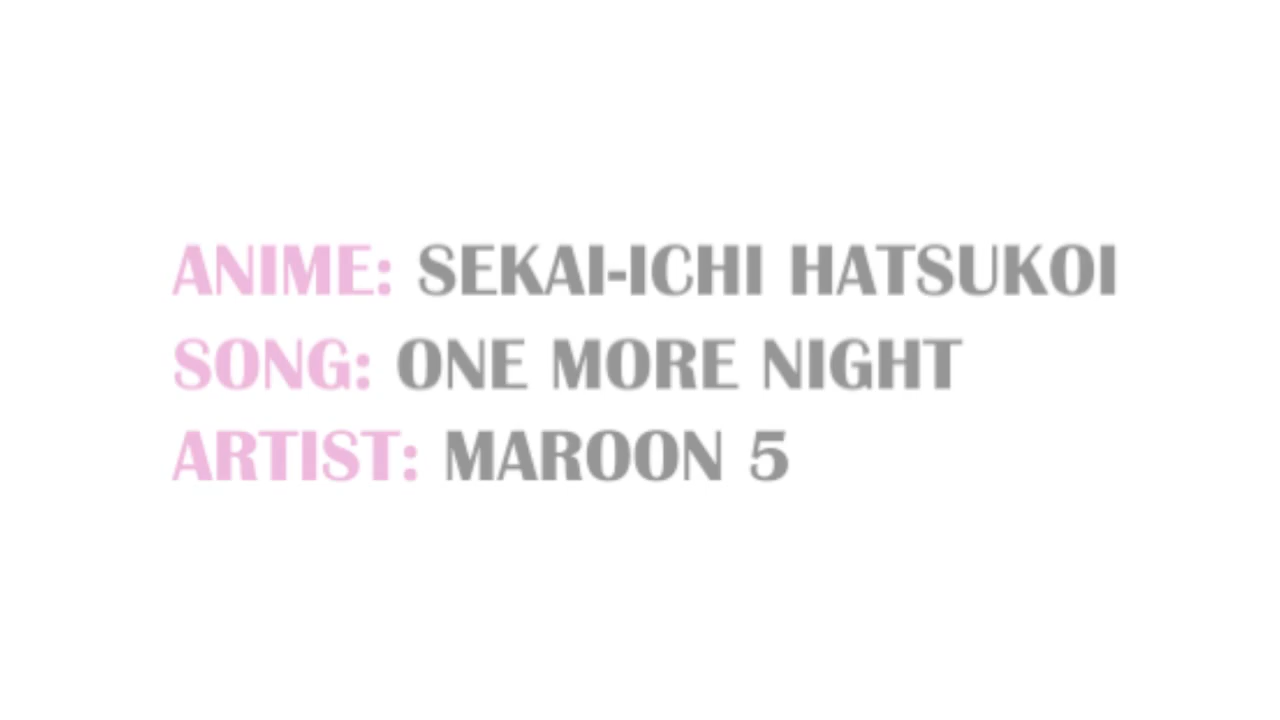 ANIME: SEKAI-ICHI HATSUKOI
SONG: ONE MORE NIGHT
ARTIST: MAROON 5